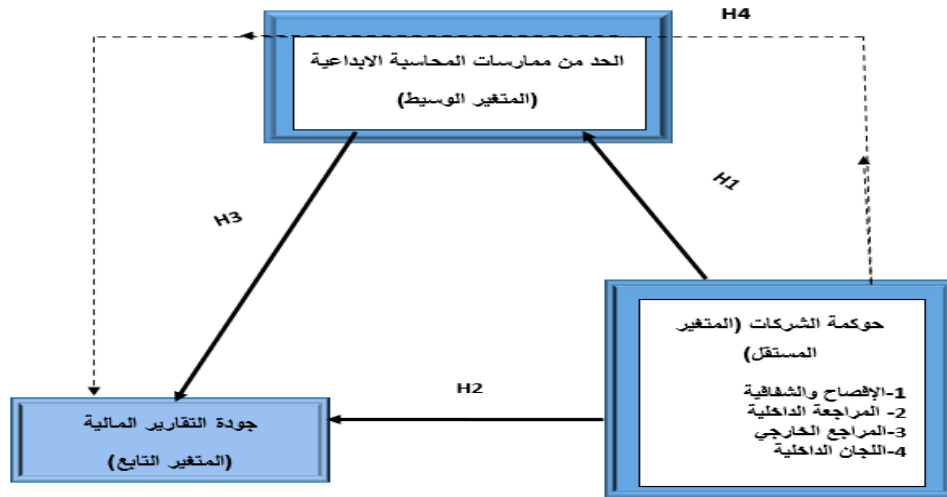 H4
الحد من ممارسات المحاسبة الابداعية
(المتغير الوسيط)
H1
H3
حوكمة الشركات (المتغير
المستقل)
1-الإفصاح والشفافية
2- المراجعة الداخلية
3-المراجع الخارجي
4-اللجان الداخلية
H2
جودة التقارير المالية
(المتغير التابع)